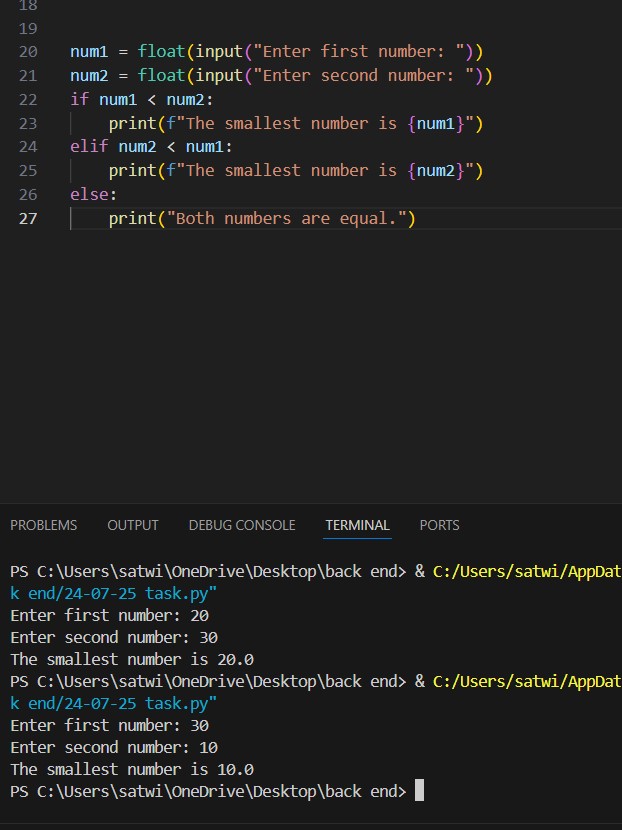 18
19
20 num1 = float(input("Enter first number: "))
21 num2 = float(input("Enter second number: "))
22 if num1 < num2:
23     print(f"The smallest number is {num1}")
24 elif num2 < num1:
25     print(f"The smallest number is {num2}")
26 else:
27     print("Both numbers are equal.")
PROBLEMS OUTPUT DEBUG CONSOLE TERMINAL PORTS
PS C:\Users\satwi\OneDrive\Desktop\back end> & C:/Users/satwi/AppDat
k end/24-07-25 task.py"
Enter first number: 20
Enter second number: 30
The smallest number is 20.0
PS C:\Users\satwi\OneDrive\Desktop\back end> & C:/Users/satwi/AppDat
k end/24-07-25 task.py"
Enter first number: 30
Enter second number: 10
The smallest number is 10.0
PS C:\Users\satwi\OneDrive\Desktop\back end>